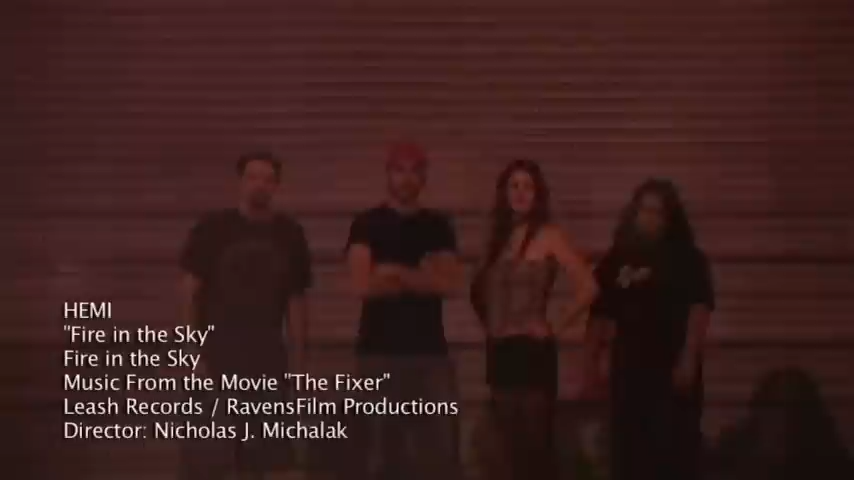 HEMI
"Fire in the Sky"
Fire in the Sky
Music From the Movie "The Fixer"
Leash Records / RavensFilm Productions
Director: Nicholas J. Michalak